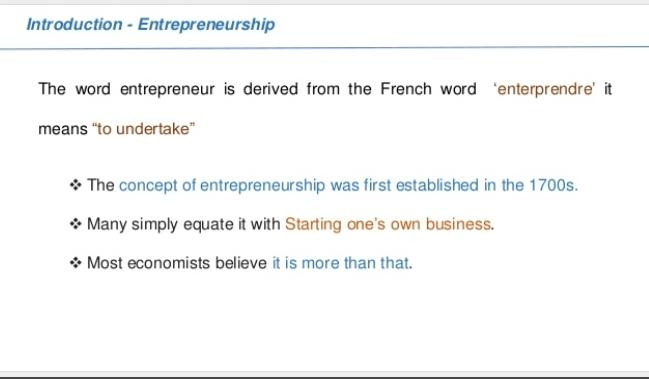 Introduction - Entrepreneurship
The word entrepreneur is derived from the French word ‘enterprendre’ it
means “to undertake”
❖ The concept of entrepreneurship was first established in the 1700s.
❖ Many simply equate it with Starting one’s own business.
❖ Most economists believe it is more than that.